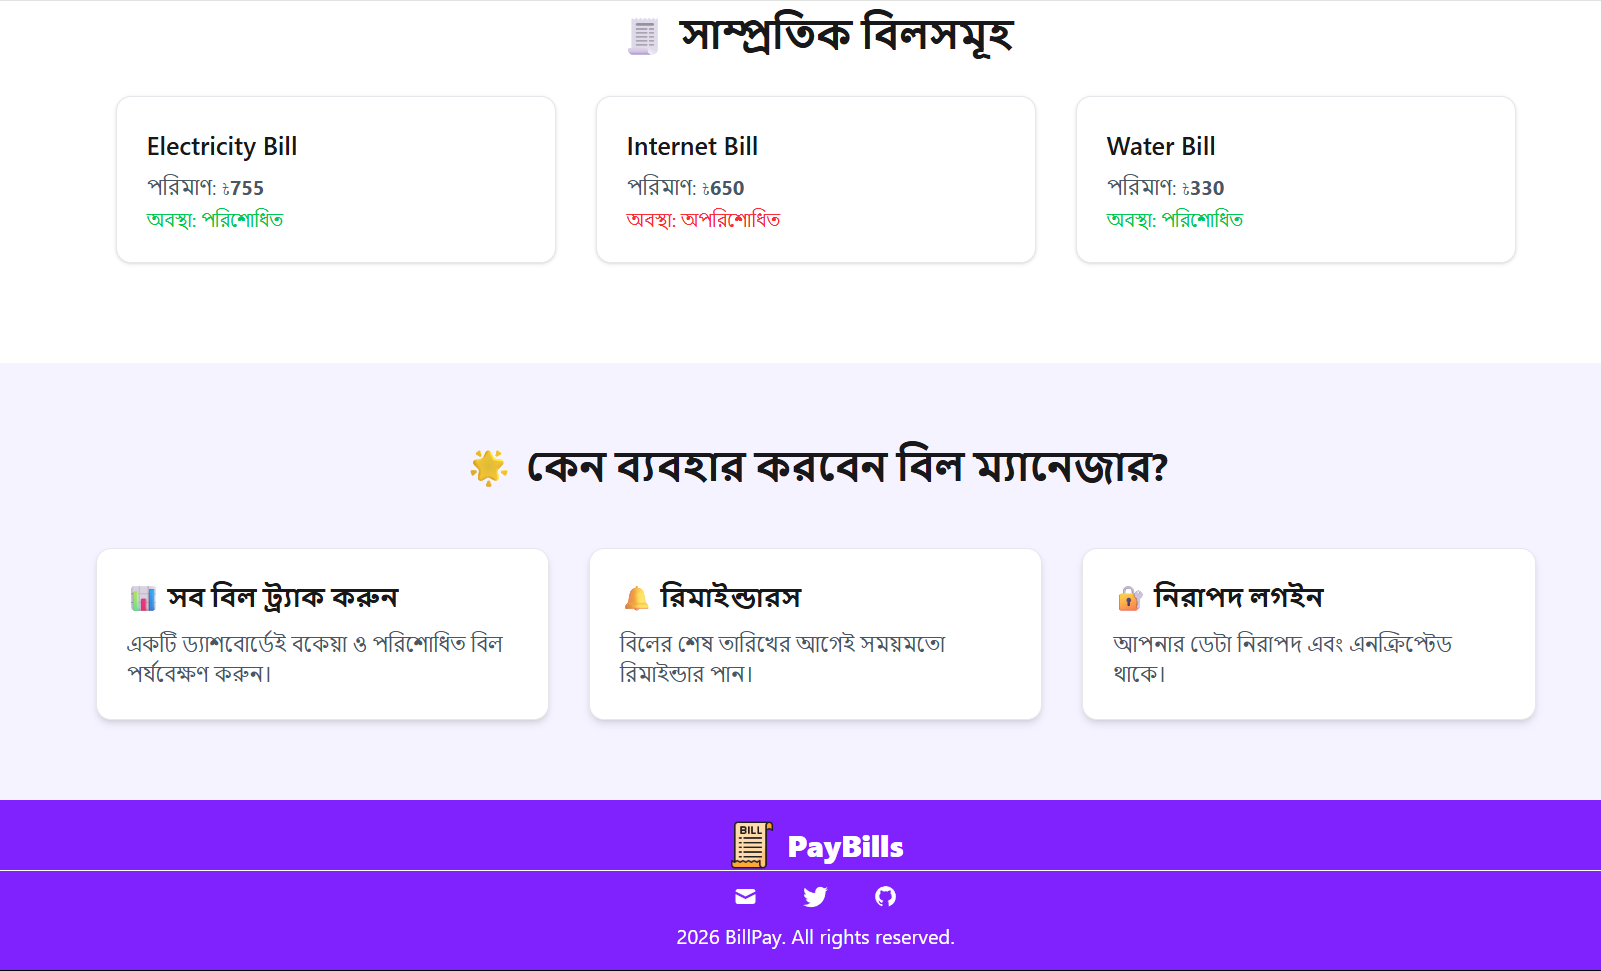 সাম্প্রতিক বিলসমূহ
Electricity Bill
পরিমাণ: ৳755
অবস্থা: পরিশোধিত
Internet Bill
পরিমাণ: ৳650
অবস্থা: অপরিশোধিত
Water Bill
পরিমাণ: ৳330
অবস্থা: পরিশোধিত
কেন ব্যবহার করবেন বিল ম্যানেজার?
সব বিল ট্র্যাক করুন
একটি ড্যাশবোর্ডেই বকেয়া ও পরিশোধিত বিল
পর্যবেক্ষণ করুন।
রিমাইন্ডারস
বিলের শেষ তারিখের আগেই সময়মতো
রিমাইন্ডার পান।
নিরাপদ লগইন
আপনার ডেটা নিরাপদ এবং এনক্রিপ্টেড
থাকে।
BILL
PayBills
2026 BillPay. All rights reserved.